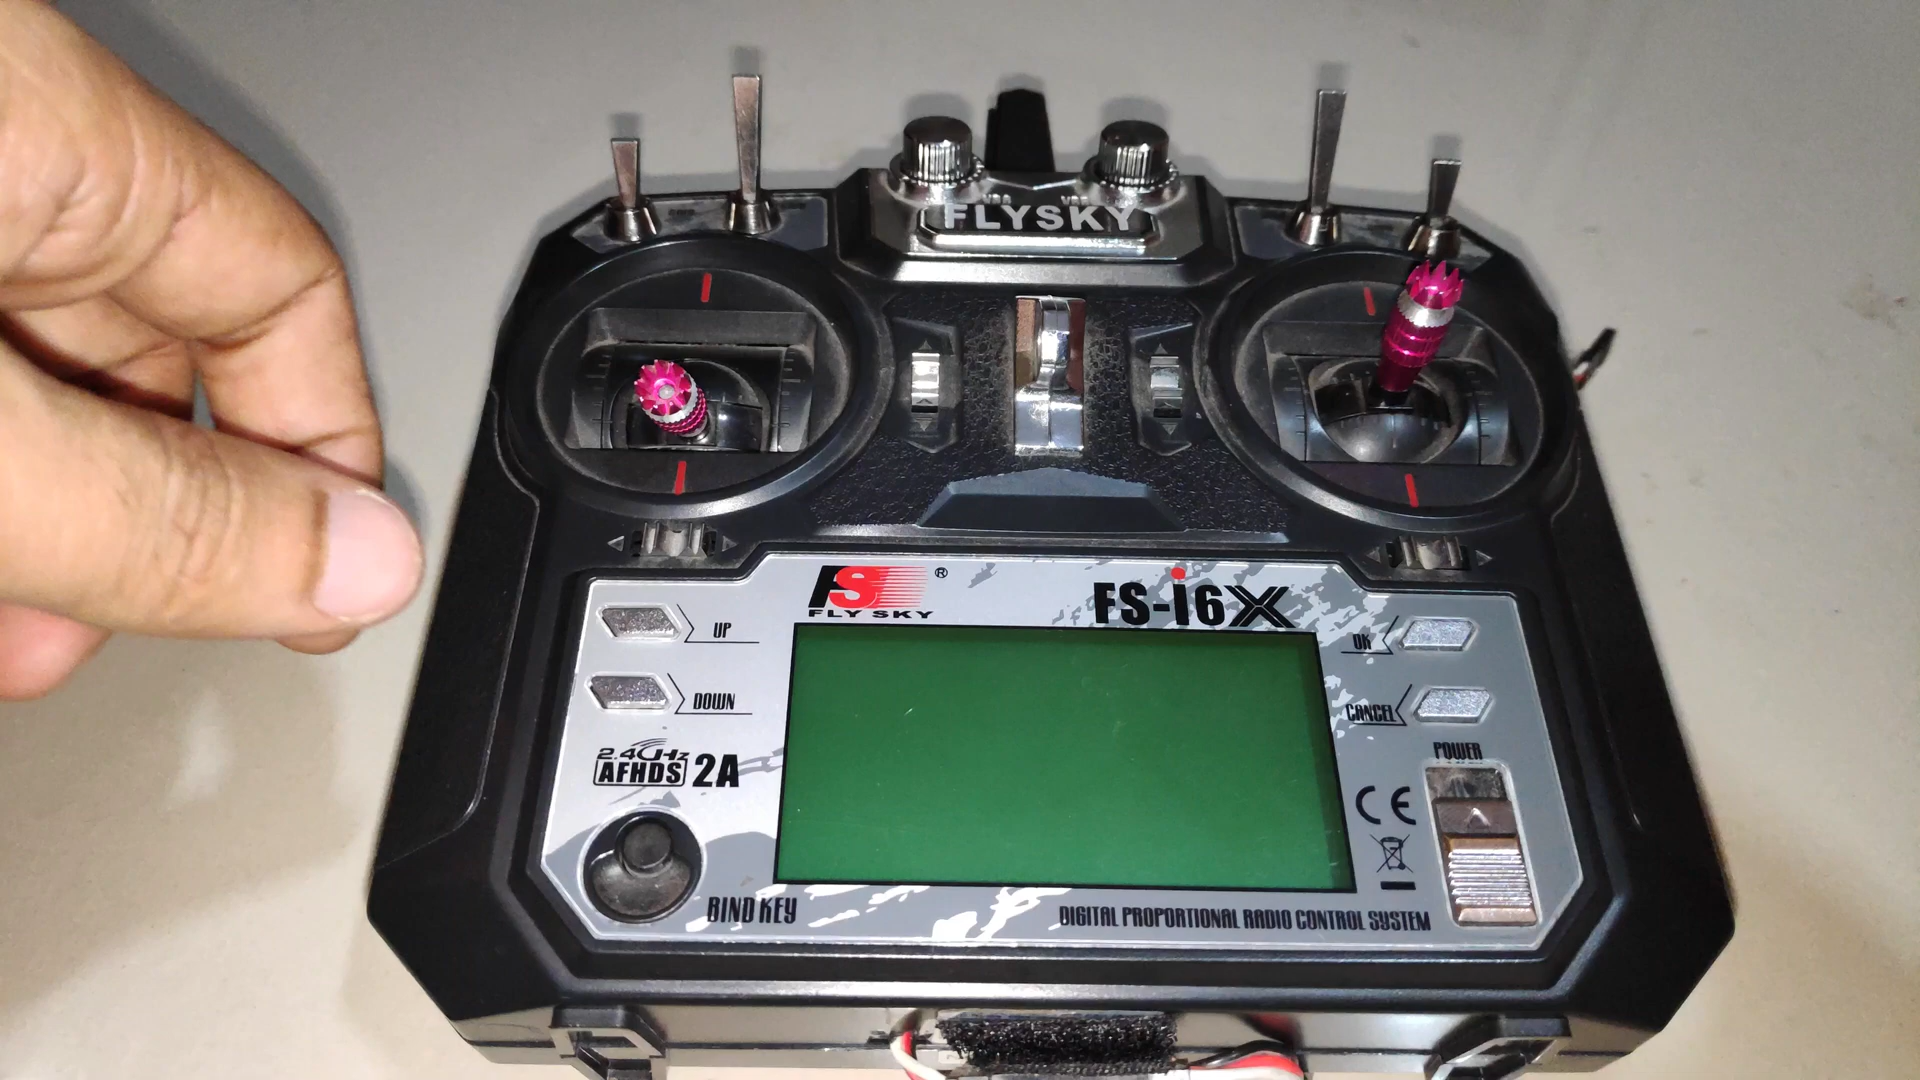 FLYSKY
FS®
FLY SKY
FS-i6X
UP
DOWN
OK
CANCEL
2.4GHz
AFHDS 2A
POWER
CE
BIND KEY
DIGITAL PROPORTIONAL RADIO CONTROL SYSTEM